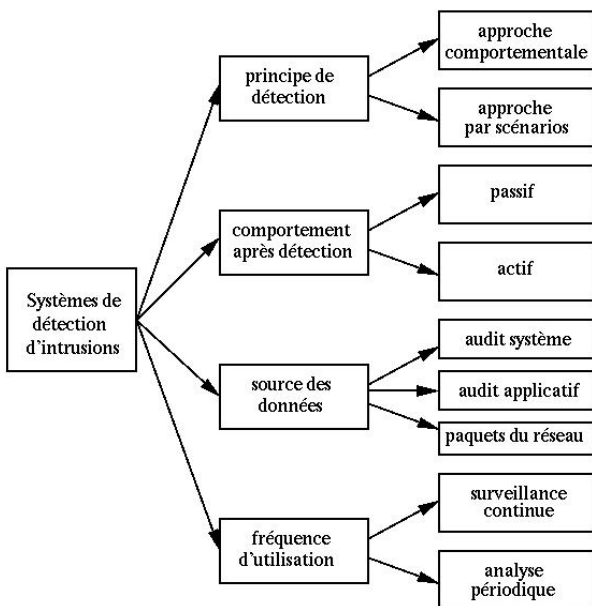 Systèmes de
détection
d'intrusions
principe de
détection
approche
comportementale
approche
par scénarios
comportement
après détection
passif
actif
source des
données
audit système
audit applicatif
paquets du réseau
fréquence
d'utilisation
surveillance
continue
analyse
périodique